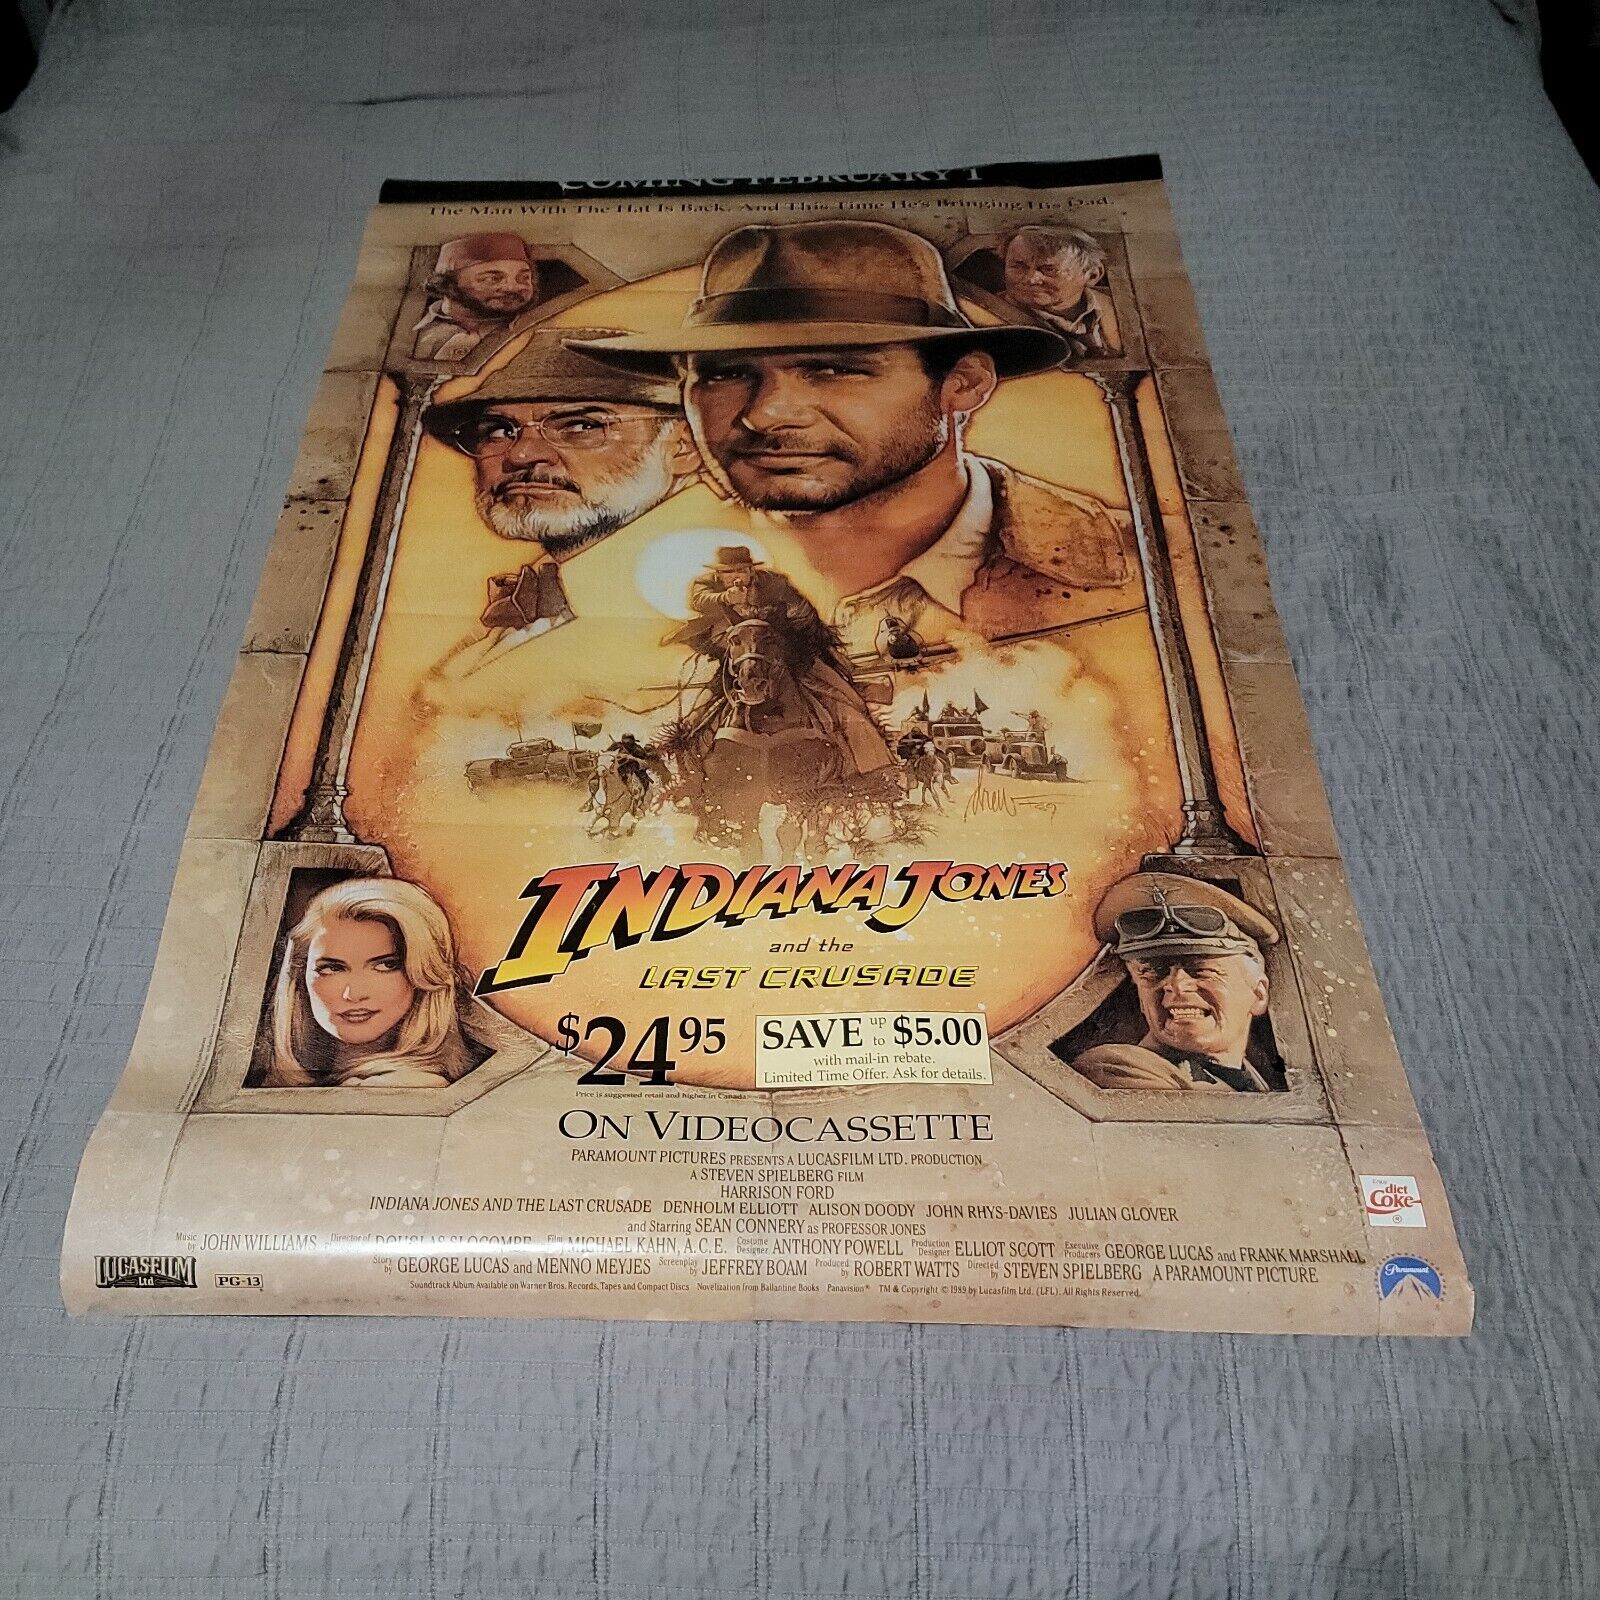 COMING FEBRUARY 1
The Man With The Hat Is Back. And This Time He's Bringing His Dad.
drew 89
INDIANA JONES™
and the
LAST CRUSADE
$24.95
SAVE up to $5.00
with mail-in rebate.
Limited Time Offer. Ask for details.
Price is suggested retail and higher in Canada.
ON VIDEOCASSETTE
PARAMOUNT PICTURES PRESENTS A LUCASFILM LTD. PRODUCTION
A STEVEN SPIELBERG FILM
HARRISON FORD
INDIANA JONES AND THE LAST CRUSADE DENHOLM ELLIOTT ALISON DOODY JOHN RHYS-DAVIES JULIAN GLOVER
and Starring SEAN CONNERY as PROFESSOR JONES
Music by JOHN WILLIAMS Director of DOUGLAS SLOCOMBE Film MICHAEL KAHN, A.C.E. Costume Designer ANTHONY POWELL Production Designer ELLIOT SCOTT Executive Producers GEORGE LUCAS and FRANK MARSHALL
Story by GEORGE LUCAS and MENNO MEYJES Screenplay by JEFFREY BOAM Produced by ROBERT WATTS Directed by STEVEN SPIELBERG A PARAMOUNT PICTURE
Soundtrack Album Available on Warner Bros. Records, Tapes and Compact Discs Novelization from Ballantine Books Panavision® TM & Copyright © 1989 by Lucasfilm Ltd. (LFL). All Rights Reserved.
LUCASFILM
Ltd
PG-13
Enjoy
diet
Coke
®
Paramount